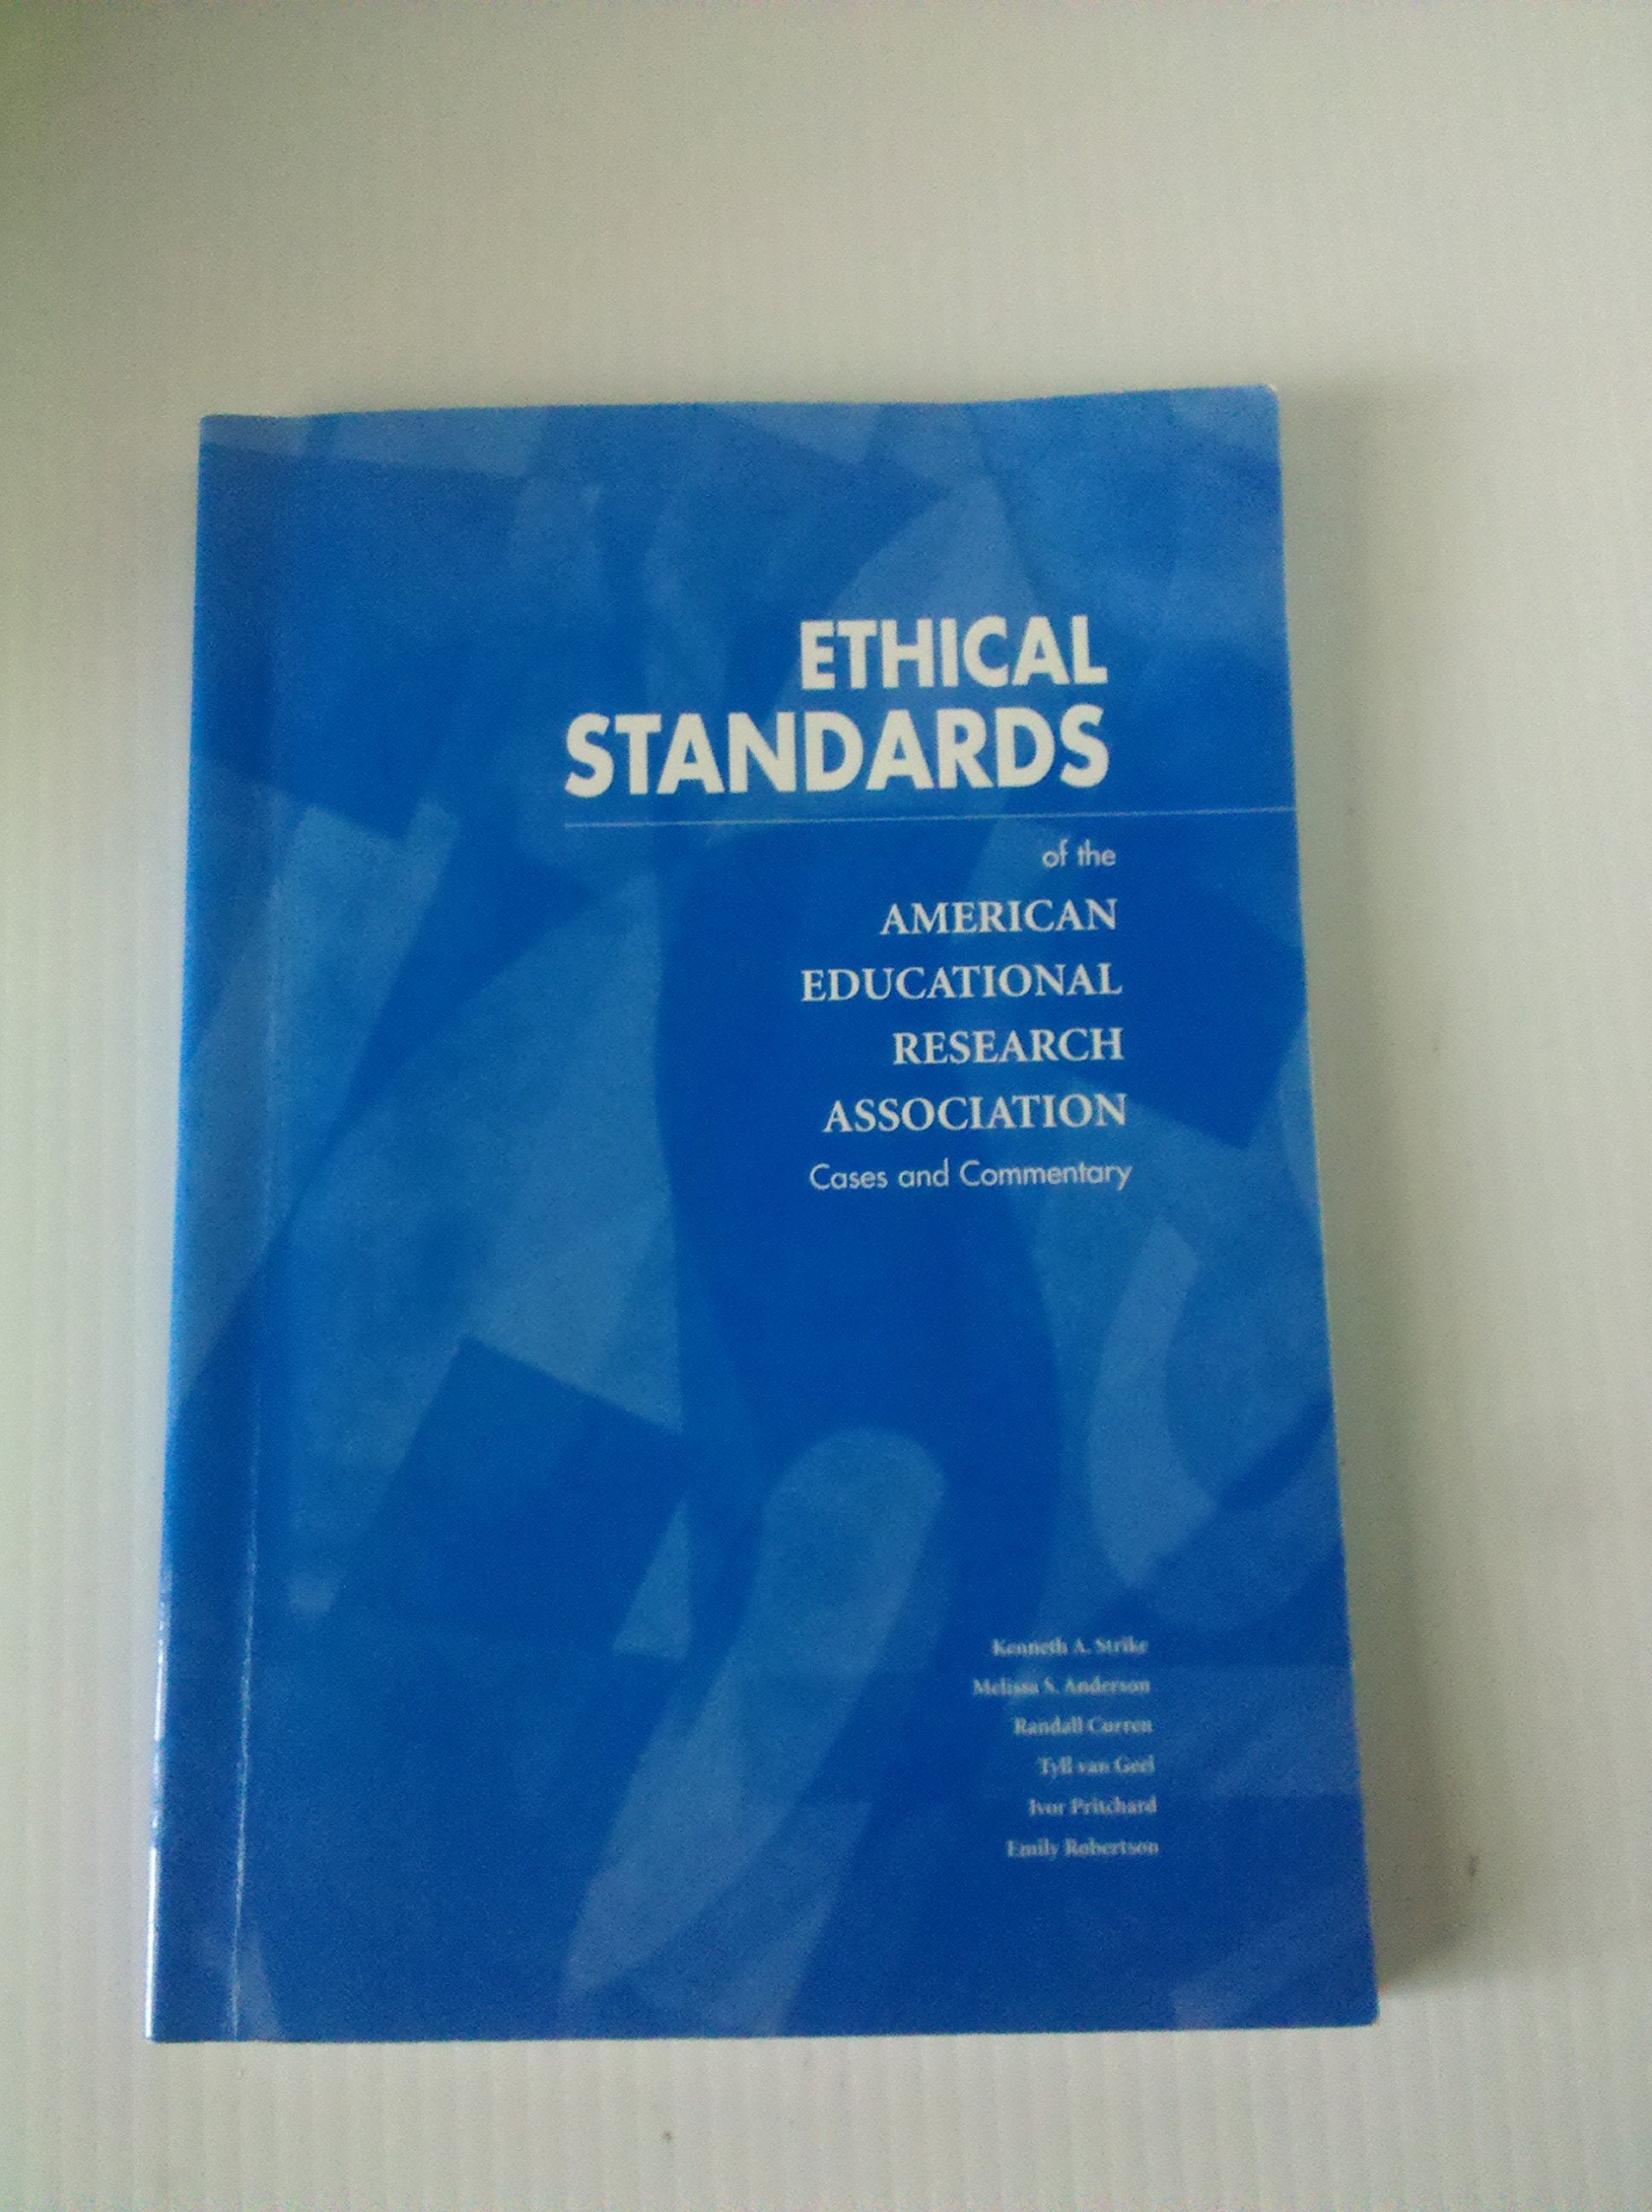 ETHICAL
STANDARDS
of the
AMERICAN
EDUCATIONAL
RESEARCH
ASSOCIATION
Cases and Commentary
Kenneth A. Strike
Melissa S. Anderson
Randall Curren
Tyll van Geel
Ivor Pritchard
Emily Robertson